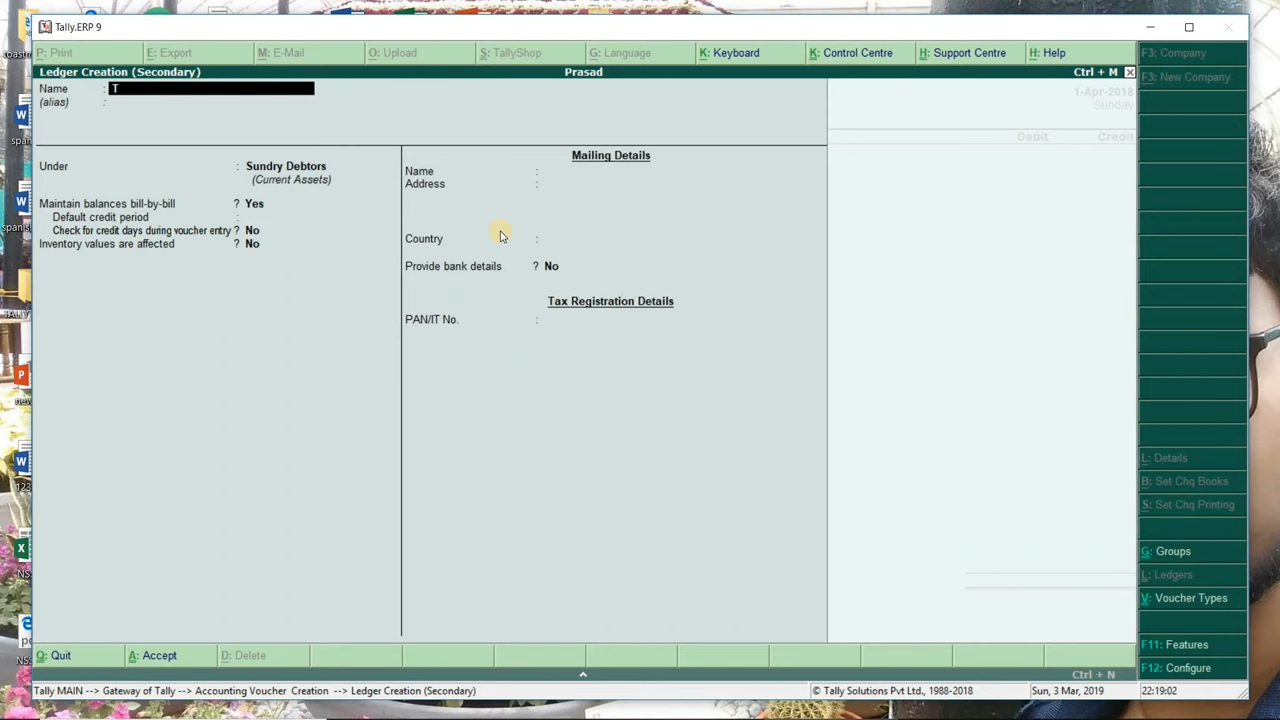 Tally.ERP 9
P: Print E: Export M: E-Mail O: Upload S: TallyShop G: Language K: Keyboard K: Control Centre H: Support Centre H: Help F3: Company
Ledger Creation (Secondary) Prasad Ctrl + M
F3: New Company
Name : T
(alias) :
1-Apr-2018
Sunday
Debit Credit
Under : Sundry Debtors
(Current Assets)
Maintain balances bill-by-bill ? Yes
Default credit period :
Check for credit days during voucher entry ? No
Inventory values are affected ? No
Mailing Details
Name :
Address :
Country :
Provide bank details ? No
Tax Registration Details
PAN/IT No. :
L: Details
B: Set Chq Books
S: Set Chq Printing
G: Groups
L: Ledgers
V: Voucher Types
F11: Features
F12: Configure
Q: Quit A: Accept D: Delete
Ctrl + N
Tally MAIN --> Gateway of Tally --> Accounting Voucher Creation --> Ledger Creation (Secondary) © Tally Solutions Pvt Ltd., 1988-2018 Sun, 3 Mar, 2019 22:19:02